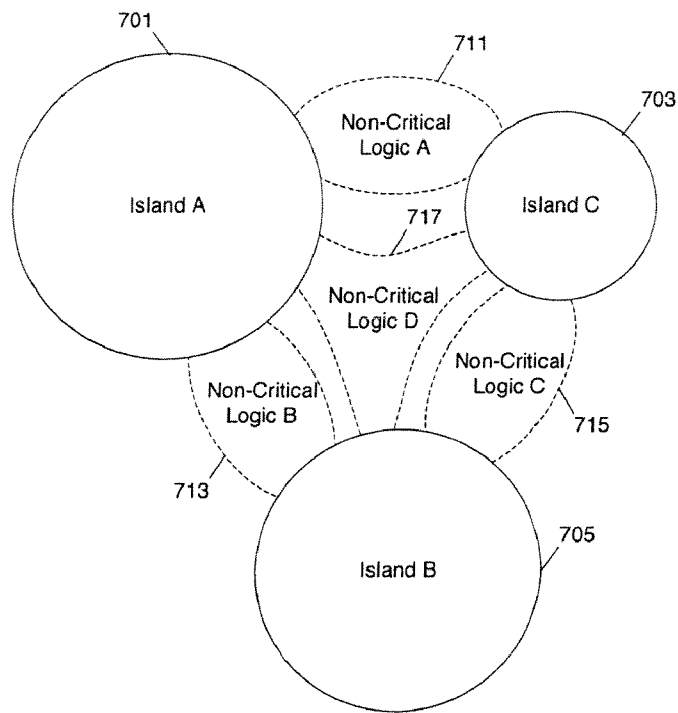 701
711
703
Non-Critical
Logic A
Island A
Island C
717
Non-Critical
Logic D
Non-Critical
Logic C
Non-Critical
Logic B
715
713
705
Island B